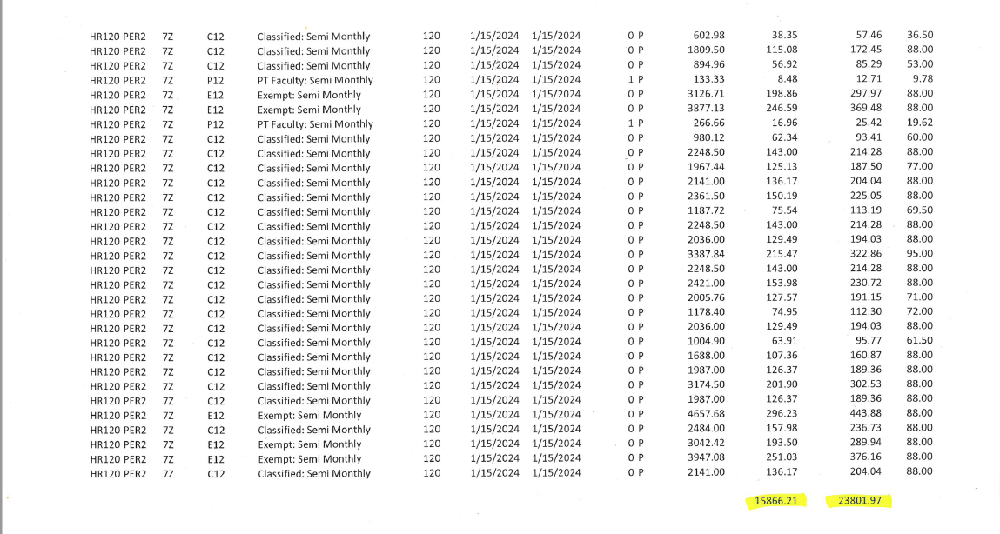 HR120 PER2 7Z C12 Classified: Semi Monthly 120 1/15/2024 1/15/2024 0 P 602.98 38.35 57.46 36.50
HR120 PER2 7Z C12 Classified: Semi Monthly 120 1/15/2024 1/15/2024 0 P 1809.50 115.08 172.45 88.00
HR120 PER2 7Z C12 Classified: Semi Monthly 120 1/15/2024 1/15/2024 0 P 894.96 56.92 85.29 53.00
HR120 PER2 7Z P12 PT Faculty: Semi Monthly 120 1/15/2024 1/15/2024 1 P 133.33 8.48 12.71 9.78
HR120 PER2 7Z E12 Exempt: Semi Monthly 120 1/15/2024 1/15/2024 0 P 3126.71 198.86 297.97 88.00
HR120 PER2 7Z E12 Exempt: Semi Monthly 120 1/15/2024 1/15/2024 0 P 3877.13 246.59 369.48 88.00
HR120 PER2 7Z P12 PT Faculty: Semi Monthly 120 1/15/2024 1/15/2024 1 P 266.66 16.96 25.42 19.62
HR120 PER2 7Z C12 Classified: Semi Monthly 120 1/15/2024 1/15/2024 0 P 980.12 62.34 93.41 60.00
HR120 PER2 7Z C12 Classified: Semi Monthly 120 1/15/2024 1/15/2024 0 P 2248.50 143.00 214.28 88.00
HR120 PER2 7Z C12 Classified: Semi Monthly 120 1/15/2024 1/15/2024 0 P 1967.44 125.13 187.50 77.00
HR120 PER2 7Z C12 Classified: Semi Monthly 120 1/15/2024 1/15/2024 0 P 2141.00 136.17 204.04 88.00
HR120 PER2 7Z C12 Classified: Semi Monthly 120 1/15/2024 1/15/2024 0 P 2361.50 150.19 225.05 88.00
HR120 PER2 7Z C12 Classified: Semi Monthly 120 1/15/2024 1/15/2024 0 P 1187.72 75.54 113.19 69.50
HR120 PER2 7Z C12 Classified: Semi Monthly 120 1/15/2024 1/15/2024 0 P 2248.50 143.00 214.28 88.00
HR120 PER2 7Z C12 Classified: Semi Monthly 120 1/15/2024 1/15/2024 0 P 2036.00 129.49 194.03 88.00
HR120 PER2 7Z C12 Classified: Semi Monthly 120 1/15/2024 1/15/2024 0 P 3387.84 215.47 322.86 95.00
HR120 PER2 7Z C12 Classified: Semi Monthly 120 1/15/2024 1/15/2024 0 P 2248.50 143.00 214.28 88.00
HR120 PER2 7Z C12 Classified: Semi Monthly 120 1/15/2024 1/15/2024 0 P 2421.00 153.98 230.72 88.00
HR120 PER2 7Z C12 Classified: Semi Monthly 120 1/15/2024 1/15/2024 0 P 2005.76 127.57 191.15 71.00
HR120 PER2 7Z C12 Classified: Semi Monthly 120 1/15/2024 1/15/2024 0 P 1178.40 74.95 112.30 72.00
HR120 PER2 7Z C12 Classified: Semi Monthly 120 1/15/2024 1/15/2024 0 P 2036.00 129.49 194.03 88.00
HR120 PER2 7Z C12 Classified: Semi Monthly 120 1/15/2024 1/15/2024 0 P 1004.90 63.91 95.77 61.50
HR120 PER2 7Z C12 Classified: Semi Monthly 120 1/15/2024 1/15/2024 0 P 1688.00 107.36 160.87 88.00
HR120 PER2 7Z C12 Classified: Semi Monthly 120 1/15/2024 1/15/2024 0 P 1987.00 126.37 189.36 88.00
HR120 PER2 7Z C12 Classified: Semi Monthly 120 1/15/2024 1/15/2024 0 P 3174.50 201.90 302.53 88.00
HR120 PER2 7Z C12 Classified: Semi Monthly 120 1/15/2024 1/15/2024 0 P 1987.00 126.37 189.36 88.00
HR120 PER2 7Z E12 Exempt: Semi Monthly 120 1/15/2024 1/15/2024 0 P 4657.68 296.23 443.88 88.00
HR120 PER2 7Z C12 Classified: Semi Monthly 120 1/15/2024 1/15/2024 0 P 2484.00 157.98 236.73 88.00
HR120 PER2 7Z E12 Exempt: Semi Monthly 120 1/15/2024 1/15/2024 0 P 3042.42 193.50 289.94 88.00
HR120 PER2 7Z E12 Exempt: Semi Monthly 120 1/15/2024 1/15/2024 0 P 3947.08 251.03 376.16 88.00
HR120 PER2 7Z C12 Classified: Semi Monthly 120 1/15/2024 1/15/2024 0 P 2141.00 136.17 204.04 88.00
15866.21 23801.97